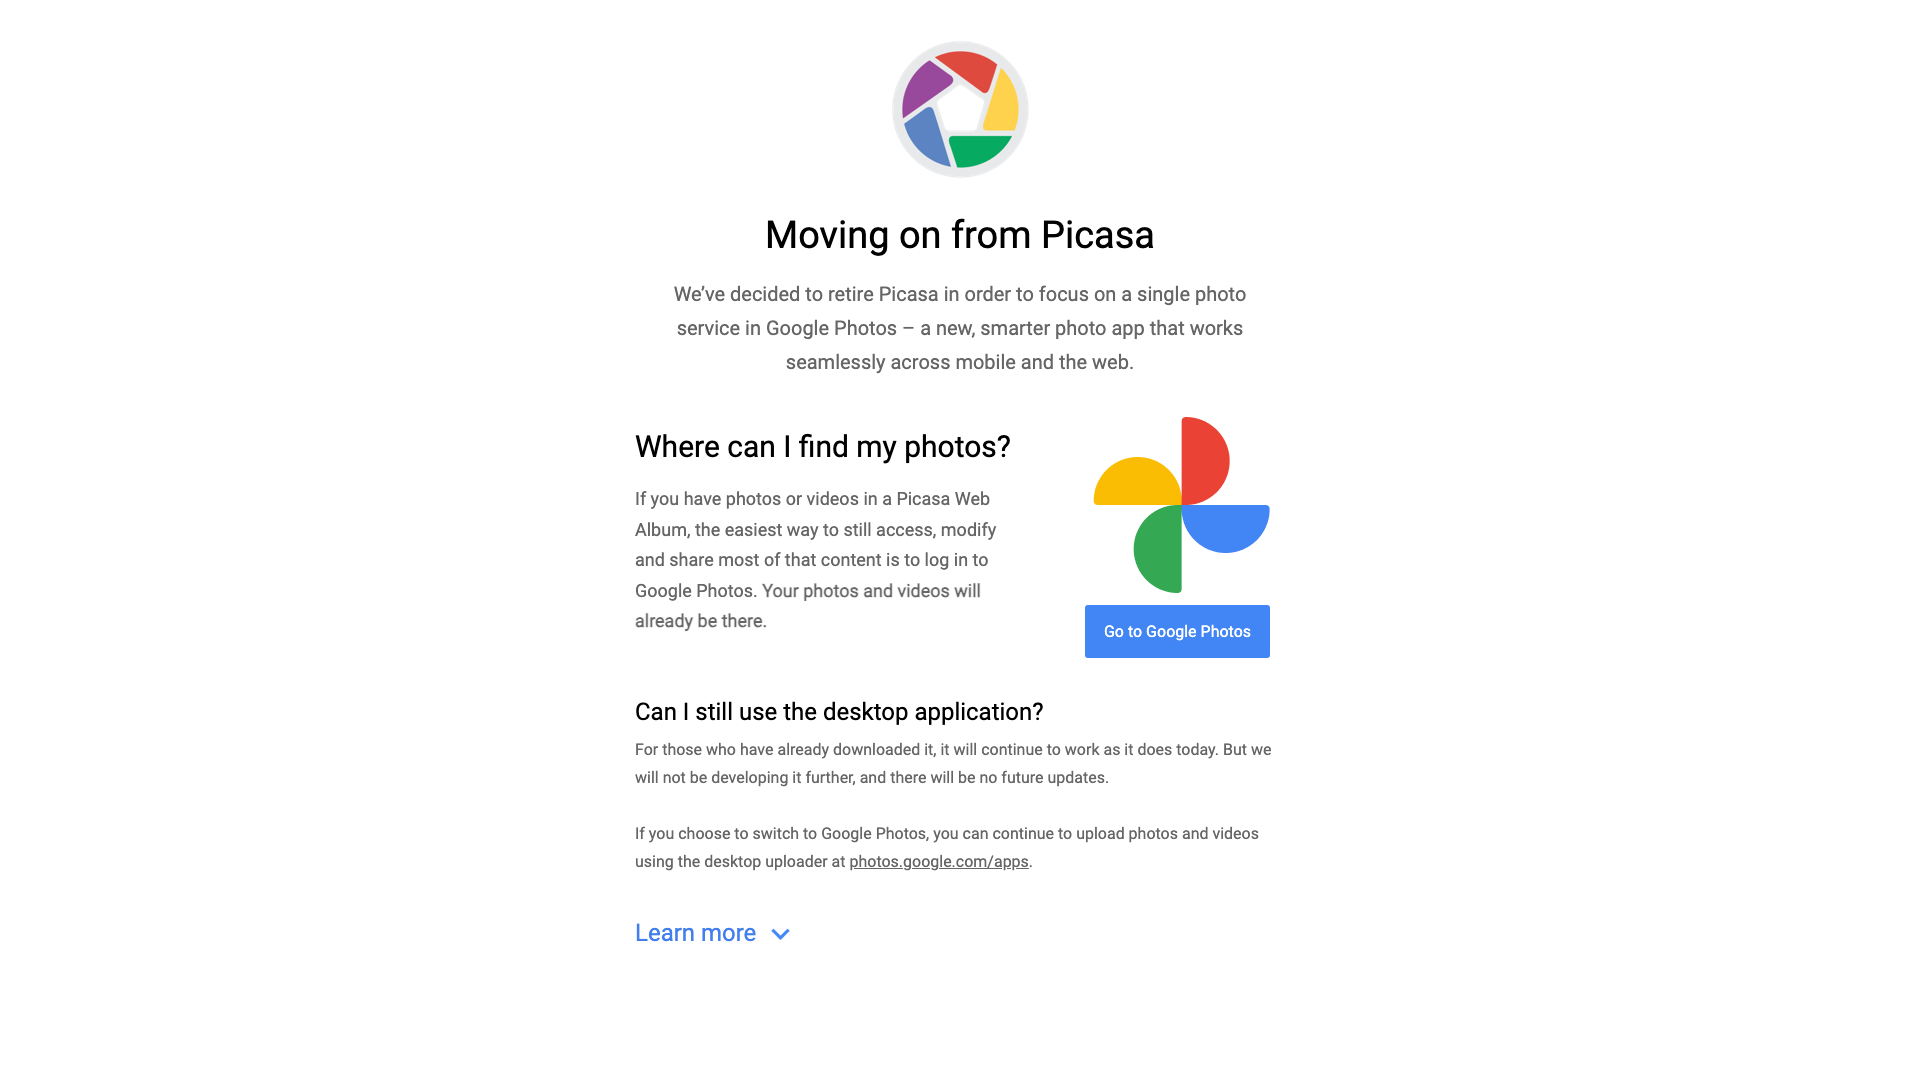 Moving on from Picasa
We’ve decided to retire Picasa in order to focus on a single photo
service in Google Photos – a new, smarter photo app that works
seamlessly across mobile and the web.
Where can I find my photos?
If you have photos or videos in a Picasa Web
Album, the easiest way to still access, modify
and share most of that content is to log in to
Google Photos. Your photos and videos will
already be there.
Go to Google Photos
Can I still use the desktop application?
For those who have already downloaded it, it will continue to work as it does today. But we
will not be developing it further, and there will be no future updates.
If you choose to switch to Google Photos, you can continue to upload photos and videos
using the desktop uploader at photos.google.com/apps.
Learn more